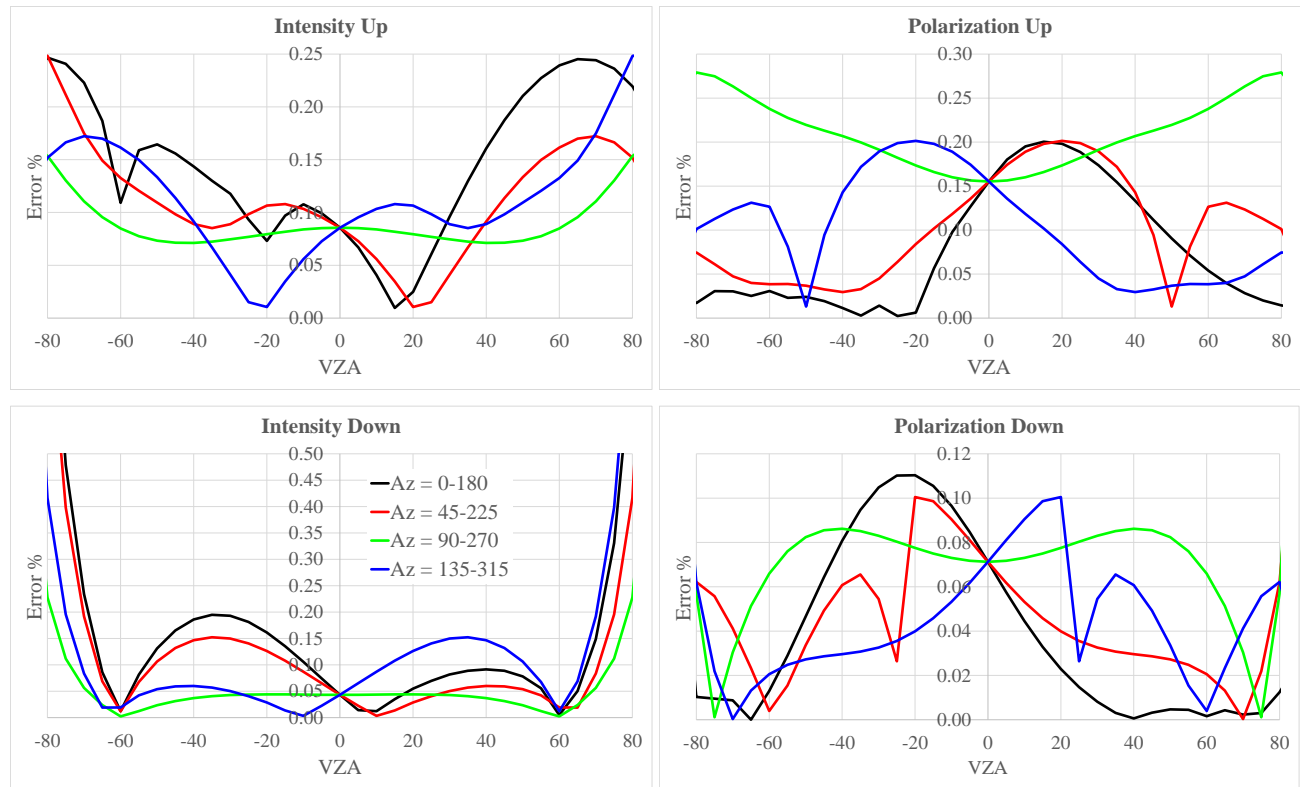 Intensity Up
0.25
0.20
0.15
0.10
0.05
0.00
Error %
-80 -60 -40 -20 0 20 40 60 80
VZA
Polarization Up
0.30
0.25
0.20
0.15
0.10
0.05
0.00
Error %
-80 -60 -40 -20 0 20 40 60 80
VZA
Intensity Down
0.50
0.45
0.40
0.35
0.30
0.25
0.20
0.15
0.10
0.05
0.00
Error %
Az = 0-180
Az = 45-225
Az = 90-270
Az = 135-315
-80 -60 -40 -20 0 20 40 60 80
VZA
Polarization Down
0.12
0.10
0.08
0.06
0.04
0.02
0.00
Error %
-80 -60 -40 -20 0 20 40 60 80
VZA